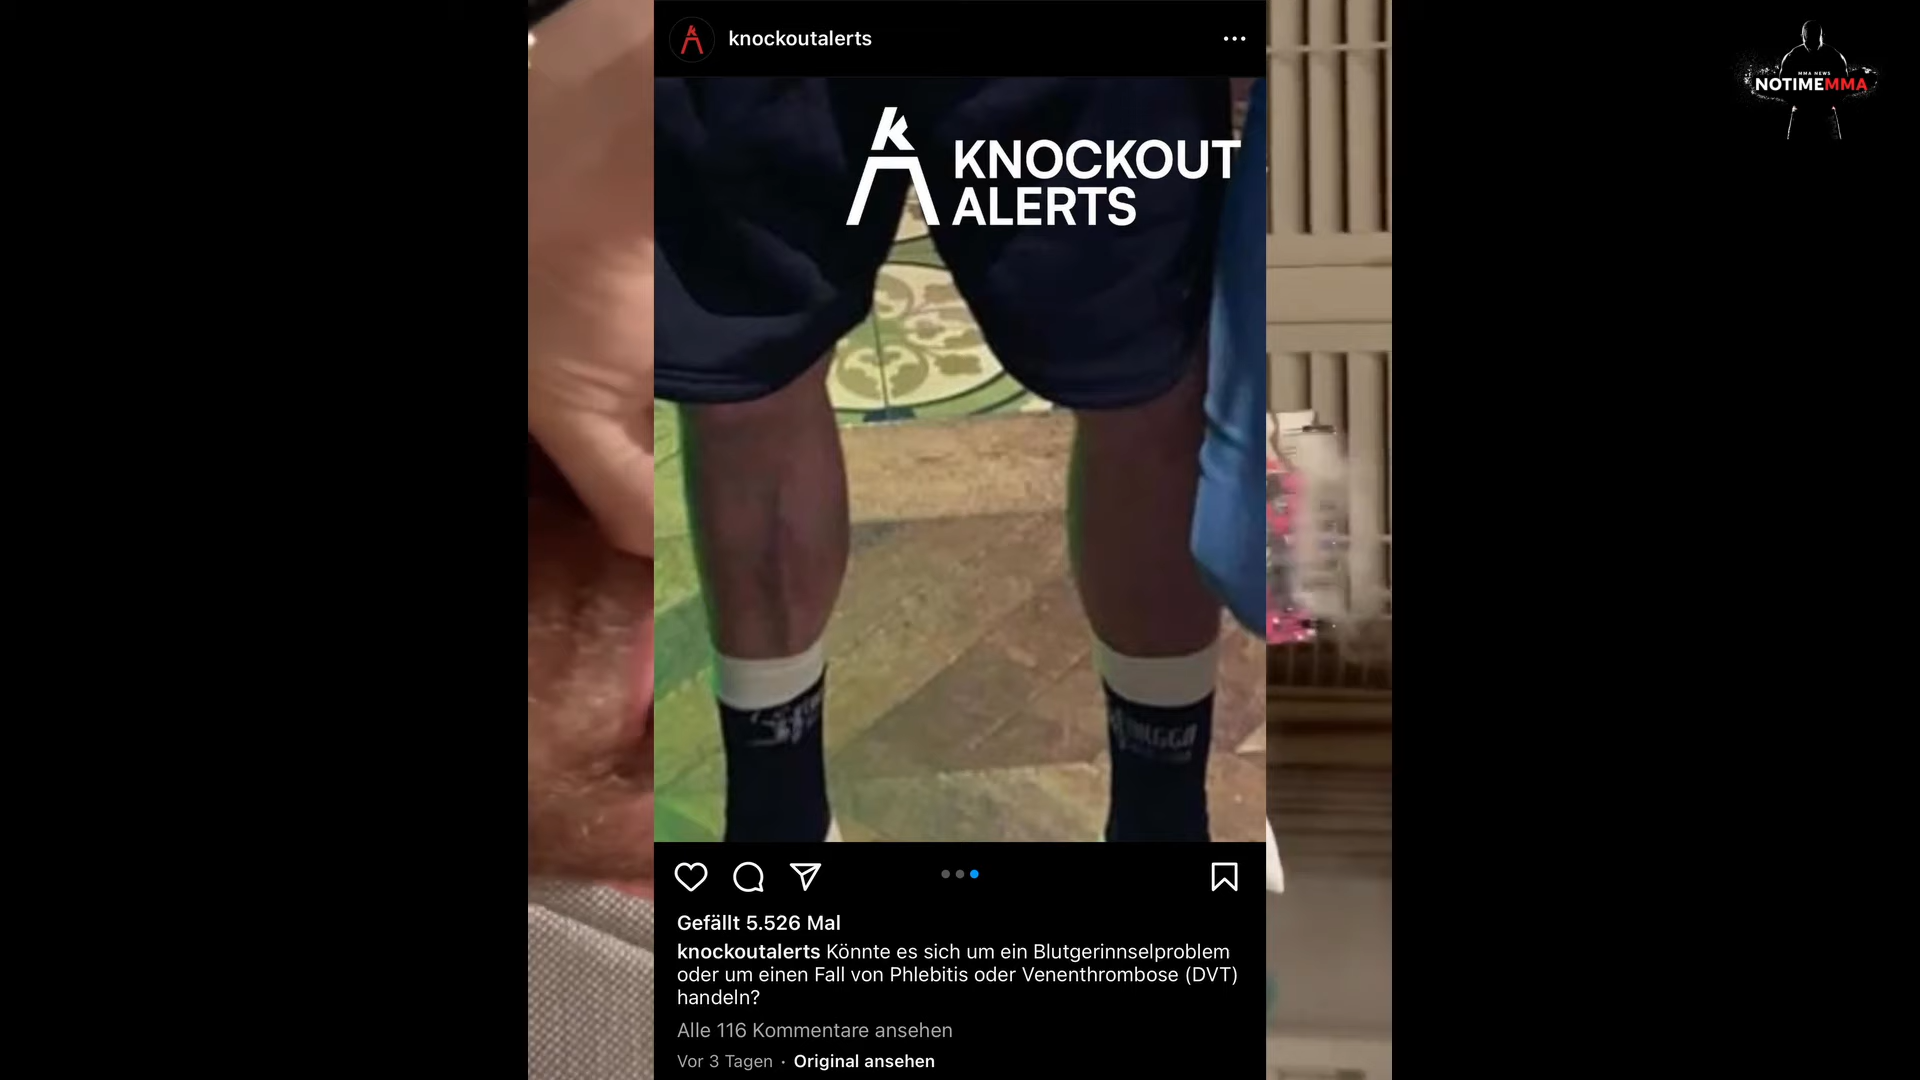 knockoutalerts
MMA NEWS
NOTIMEMMA
KNOCKOUT
ALERTS
Gefällt 5.526 Mal
knockoutalerts Könnte es sich um ein Blutgerinnselproblem
oder um einen Fall von Phlebitis oder Venenthrombose (DVT)
handeln?
Alle 116 Kommentare ansehen
Vor 3 Tagen · Original ansehen